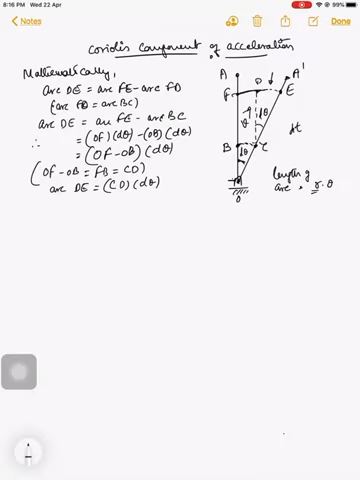 8:16 PM Wed 22 Apr
Notes
Done
coriolis component of acceleration
Mathematically,
arc DE = arc FE - arc FD
(arc FD = arc BC)
arc DE = arc FE - arc BC
∴ = (OF)(dθ) - (OB)(dθ)
= (OF - OB)(dθ)
(OF - OB = FB = CD)
arc DE = (CD)(dθ)
A
A'
F
D
E
dθ
dt
B
C
dθ
O
length of
arc = r.θ